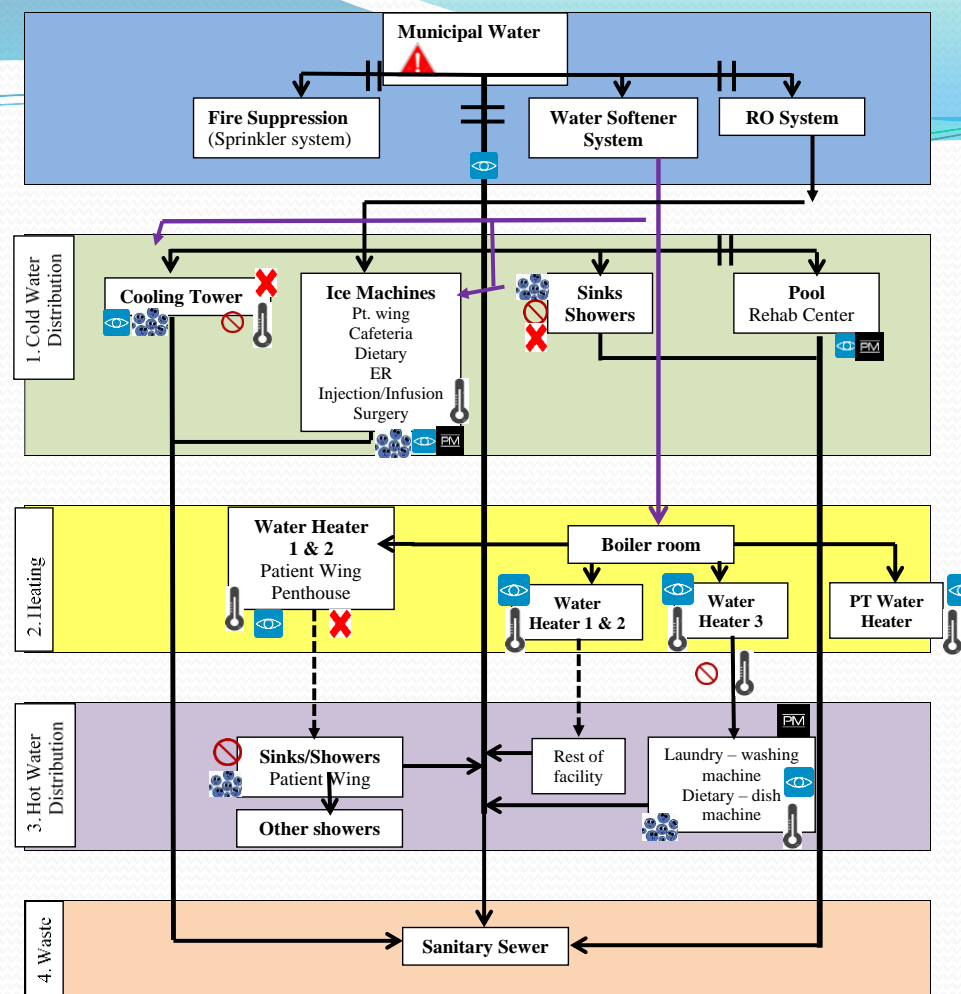 Municipal Water
Fire Suppression
(Sprinkler system)
Water Softener
System
RO System
1. Cold Water
Distribution
Cooling Tower
Ice Machines
Pt. wing
Cafeteria
Dietary
ER
Injection/Infusion
Surgery
PM
Sinks
Showers
Pool
Rehab Center
PM
2. Heating
Water Heater
1 & 2
Patient Wing
Penthouse
Boiler room
Water
Heater 1 & 2
Water
Heater 3
PT Water
Heater
3. Hot Water
Distribution
Sinks/Showers
Patient Wing
Other showers
Rest of
facility
PM
Laundry – washing
machine
Dietary – dish
machine
4. Waste
Sanitary Sewer